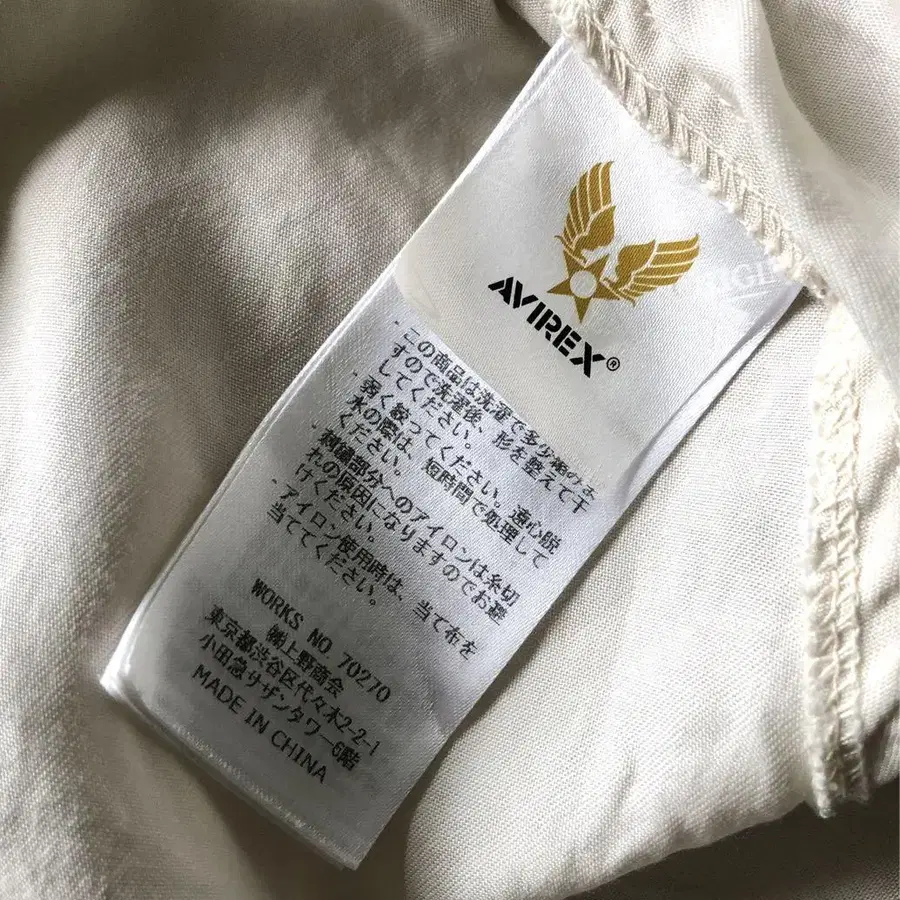 AVIREX®
・この商品は洗濯で多少縮みま
すので洗濯後、形を整えて干
してください。
・弱く絞ってください。遠心脱
水の際は、短時間で処理して
ください。
・刺繍部分へのアイロンは糸切
れの原因になりますのでお避
けください。
・アイロン使用時は、当て布を
当ててください。
WORKS NO 70270
㈱上野商会
東京都渋谷区代々木2-2-1
小田急サザンタワー6階
MADE IN CHINA